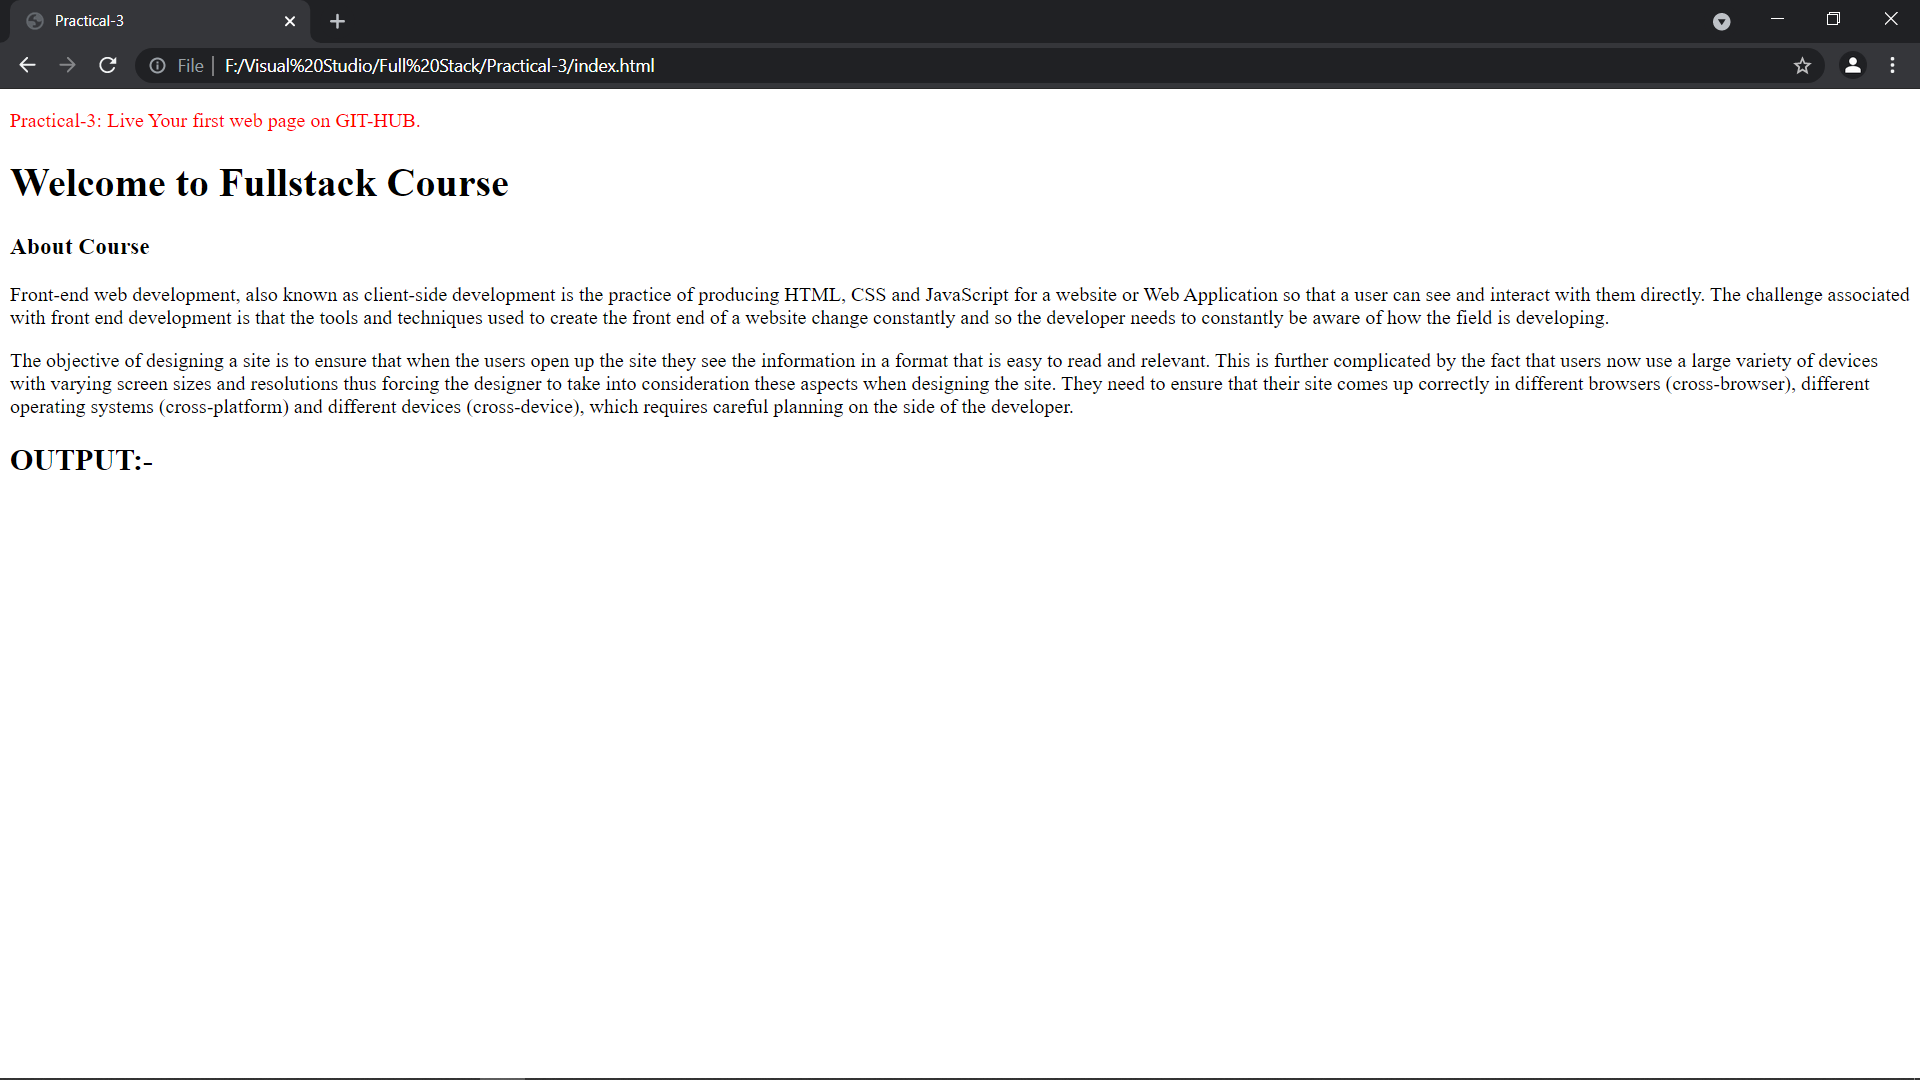 Practical-3
File
F:/Visual%20Studio/Full%20Stack/Practical-3/index.html
Practical-3: Live Your first web page on GIT-HUB.
Welcome to Fullstack Course
About Course
Front-end web development, also known as client-side development is the practice of producing HTML, CSS and JavaScript for a website or Web Application so that a user can see and interact with them directly. The challenge associated
with front end development is that the tools and techniques used to create the front end of a website change constantly and so the developer needs to constantly be aware of how the field is developing.
The objective of designing a site is to ensure that when the users open up the site they see the information in a format that is easy to read and relevant. This is further complicated by the fact that users now use a large variety of devices
with varying screen sizes and resolutions thus forcing the designer to take into consideration these aspects when designing the site. They need to ensure that their site comes up correctly in different browsers (cross-browser), different
operating systems (cross-platform) and different devices (cross-device), which requires careful planning on the side of the developer.
OUTPUT:-